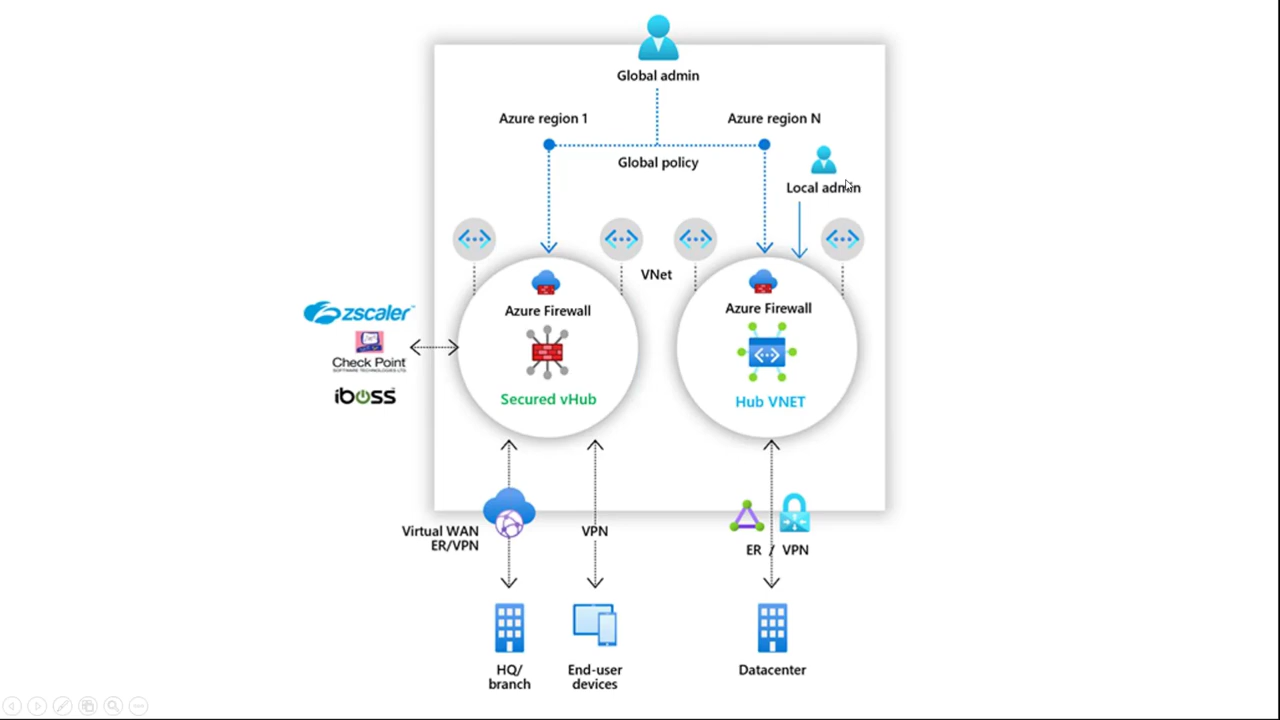 Global admin
Azure region 1
Azure region N
Global policy
Local admin
VNet
Azure Firewall
Azure Firewall
zscaler™
Check Point
SOFTWARE TECHNOLOGIES LTD.
iboss
Secured vHub
Hub VNET
Virtual WAN
ER/VPN
VPN
ER / VPN
HQ/
branch
End-user
devices
Datacenter